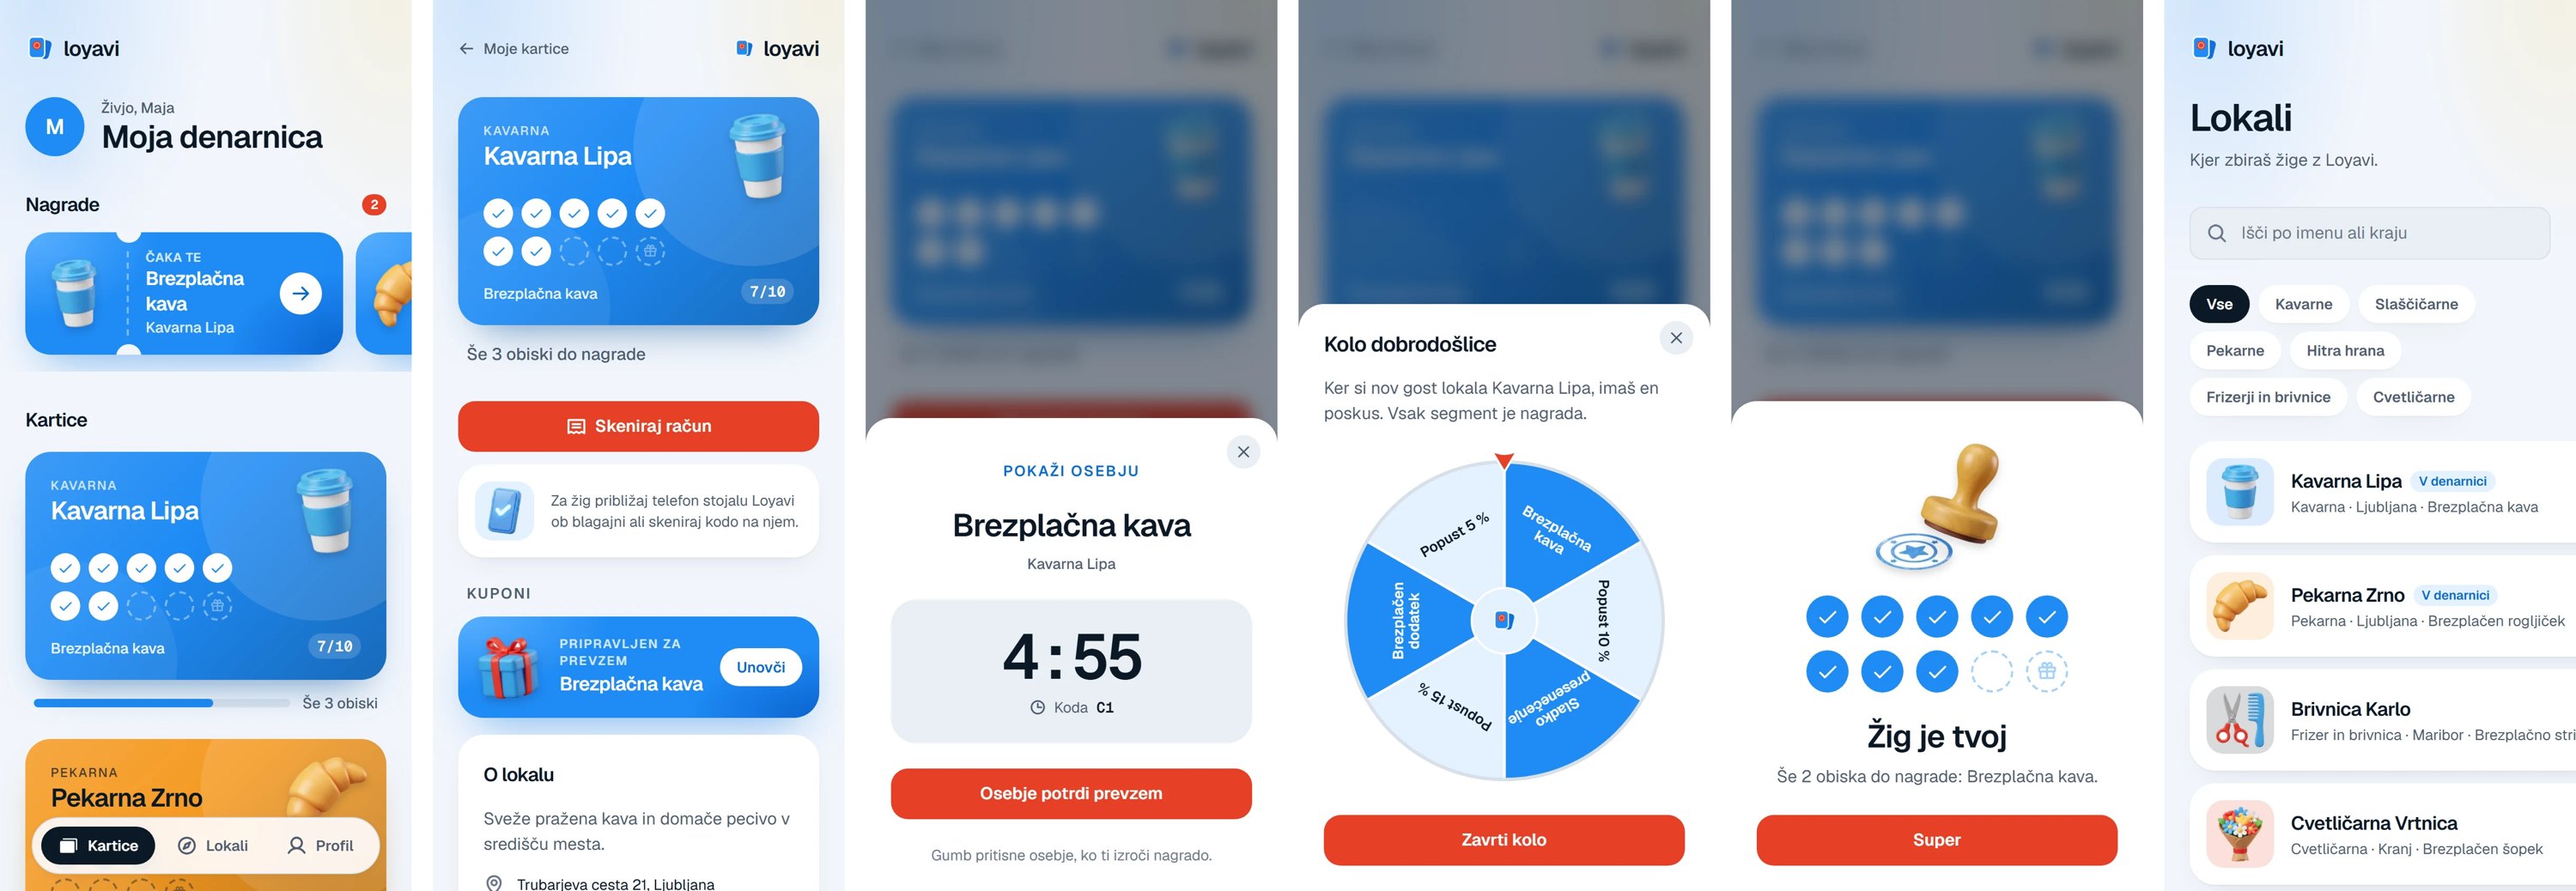 loyavi
M
Živjo, Maja
Moja denarnica
Nagrade
2
ČAKA TE
Brezplačna
kava
Kavarna Lipa
Kartice
KAVARNA
Kavarna Lipa
Brezplačna kava
7/10
Še 3 obiski
PEKARNA
Pekarna Zrno
Kartice
Lokali
Profil
Moje kartice
loyavi
KAVARNA
Kavarna Lipa
Brezplačna kava
7/10
Še 3 obiski do nagrade
Skeniraj račun
Za žig približaj telefon stojalu Loyavi
ob blagajni ali skeniraj kodo na njem.
KUPONI
PRIPRAVLJEN ZA
PREVZEM
Brezplačna kava
Unovči
O lokalu
Sveže pražena kava in domače pecivo v
središču mesta.
Trubarjeva cesta 21, Ljubljana
POKAŽI OSEBJU
Brezplačna kava
Kavarna Lipa
4:55
Koda C1
Osebje potrdi prevzem
Gumb pritisne osebje, ko ti izroči nagrado.
Kolo dobrodošlice
Ker si nov gost lokala Kavarna Lipa, imaš en
poskus. Vsak segment je nagrada.
Brezplačna
kava
Popust 10 %
Sladko
presenečenje
Popust 15 %
Brezplačen
dodatek
Popust 5 %
Zavrti kolo
Žig je tvoj
Še 2 obiska do nagrade: Brezplačna kava.
Super
loyavi
Lokali
Kjer zbiraš žige z Loyavi.
Išči po imenu ali kraju
Vse
Kavarne
Slaščičarne
Pekarne
Hitra hrana
Frizerji in brivnice
Cvetličarne
Kavarna Lipa
V denarnici
Kavarna · Ljubljana · Brezplačna kava
Pekarna Zrno
V denarnici
Pekarna · Ljubljana · Brezplačen rogljiček
Brivnica Karlo
Frizer in brivnica · Maribor · Brezplačno stri
Cvetličarna Vrtnica
Cvetličarna · Kranj · Brezplačen šopek